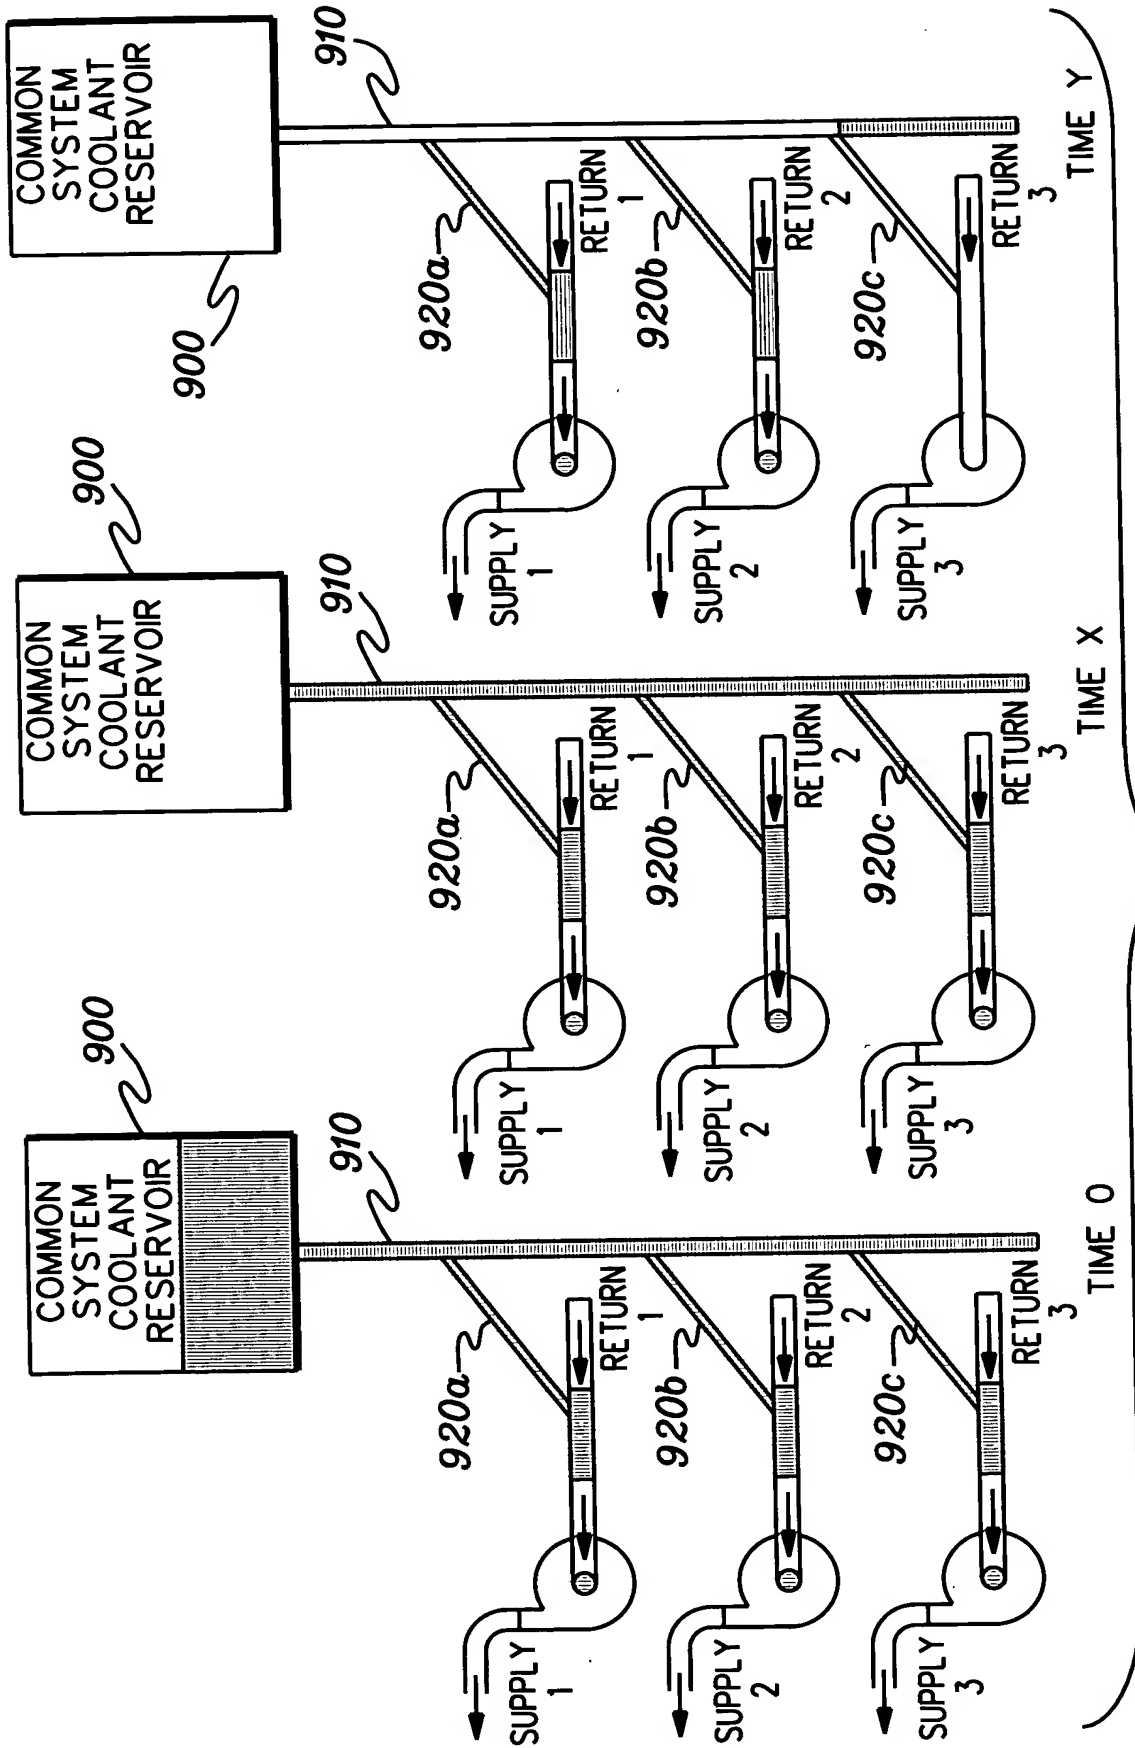 COMMON
SYSTEM
COOLANT
RESERVOIR
900
910
920a
RETURN
1
SUPPLY
1
920b
RETURN
2
SUPPLY
2
920c
RETURN
3
SUPPLY
3
TIME 0
COMMON
SYSTEM
COOLANT
RESERVOIR
900
910
920a
RETURN
1
SUPPLY
1
920b
RETURN
2
SUPPLY
2
920c
RETURN
3
SUPPLY
3
TIME X
COMMON
SYSTEM
COOLANT
RESERVOIR
900
910
920a
RETURN
1
SUPPLY
1
920b
RETURN
2
SUPPLY
2
920c
RETURN
3
SUPPLY
3
TIME Y